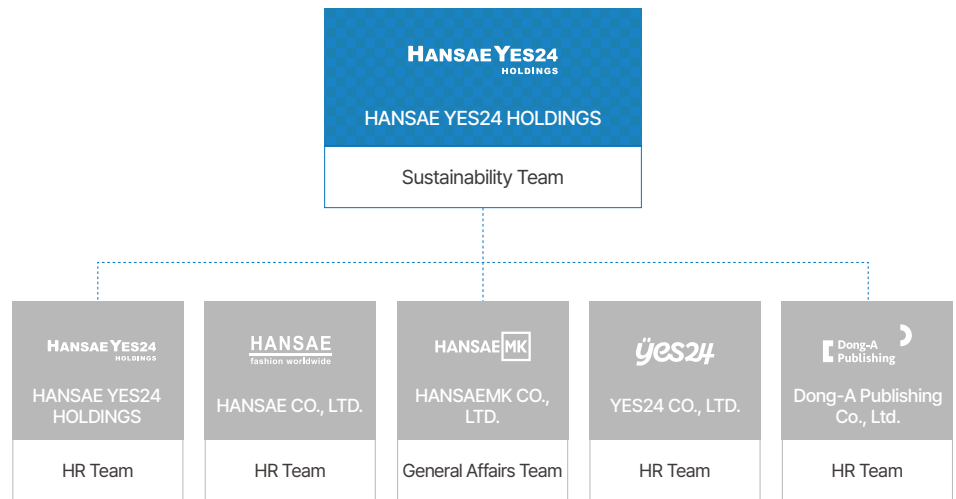 HANSAE YES24
HOLDINGS
HANSAE YES24 HOLDINGS
Sustainability Team
HANSAE YES24
HOLDINGS
HANSAE YES24
HOLDINGS
HR Team
HANSAE
fashion worldwide
HANSAE CO., LTD.
HR Team
HANSAE MK
HANSAEMK CO.,
LTD.
General Affairs Team
yes24
YES24 CO., LTD.
HR Team
Dong-A
Publishing
Dong-A Publishing
Co., Ltd.
HR Team